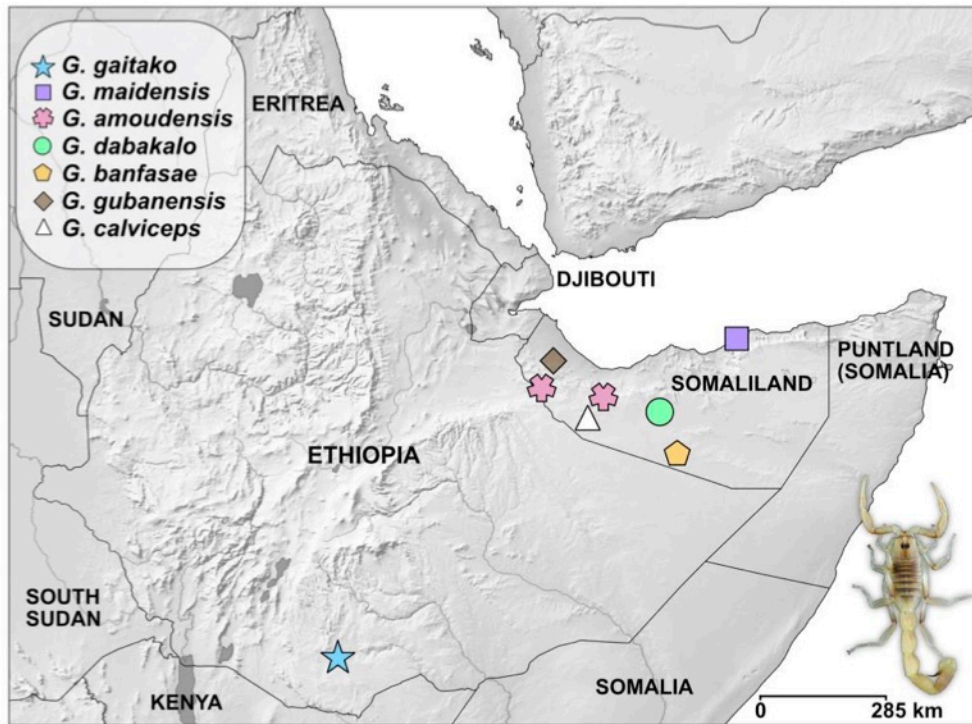 G. gaitako
G. maidensis
G. amoudensis
G. dabakalo
G. banfasae
G. gubanensis
G. calviceps
ERITREA
SUDAN
DJIBOUTI
PUNTLAND
(SOMALIA)
SOMALILAND
ETHIOPIA
SOUTH
SUDAN
KENYA
SOMALIA
0 285 km